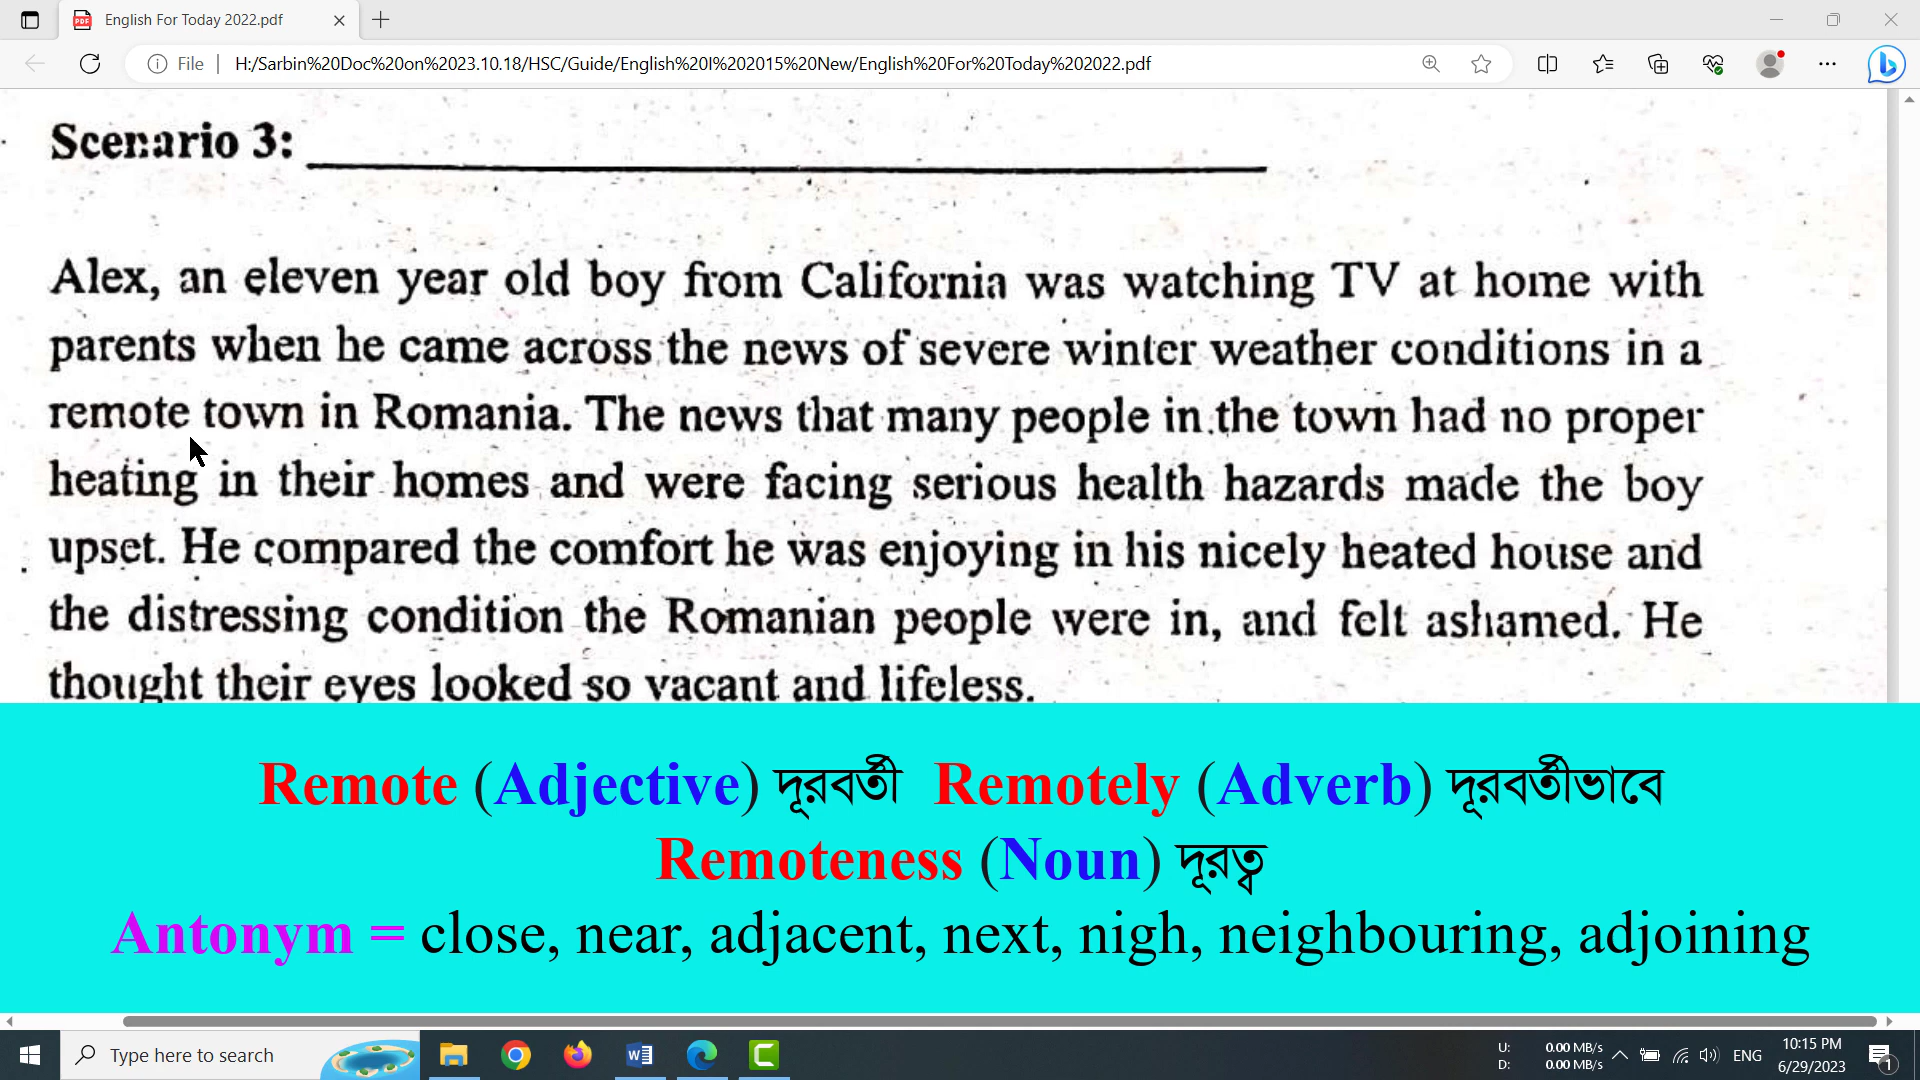 English For Today 2022.pdf
File
H:/Sarbin%20Doc%20on%2023.10.18/HSC/Guide/English%20I%202015%20New/English%20For%20Today%202022.pdf
Scenario 3:
Alex, an eleven year old boy from California was watching TV at home with
parents when he came across the news of severe winter weather conditions in a
remote town in Romania. The news that many people in the town had no proper
heating in their homes and were facing serious health hazards made the boy
upset. He compared the comfort he was enjoying in his nicely heated house and
the distressing condition the Romanian people were in, and felt ashamed. He
thought their eyes looked so vacant and lifeless.
Remote (Adjective) দূরবর্তী Remotely (Adverb) দূরবর্তীভাবে
Remoteness (Noun) দূরত্ব
Antonym = close, near, adjacent, next, nigh, neighbouring, adjoining
Type here to search
U: 0.00 MB/s
D: 0.00 MB/s
ENG
10:15 PM
6/29/2023
1